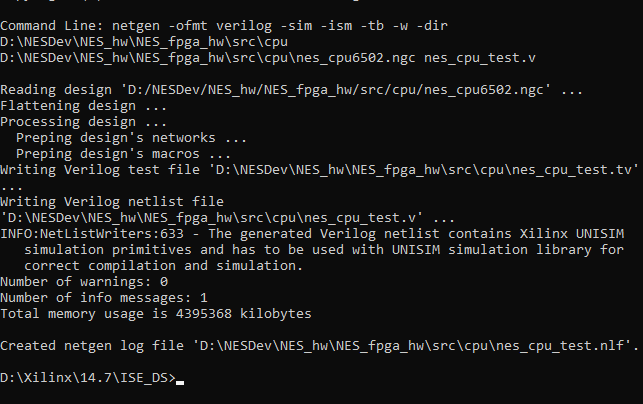 Command Line: netgen -ofmt verilog -sim -ism -tb -w -dir
D:\NESDev\NES_hw\NES_fpga_hw\src\cpu
D:\NESDev\NES_hw\NES_fpga_hw\src\cpu\nes_cpu6502.ngc nes_cpu_test.v
Reading design 'D:/NESDev/NES_hw/NES_fpga_hw/src/cpu/nes_cpu6502.ngc' ...
Flattening design ...
Processing design ...
  Preping design's networks ...
  Preping design's macros ...
Writing Verilog test file 'D:\NESDev\NES_hw\NES_fpga_hw\src\cpu\nes_cpu_test.tv'
...
Writing Verilog netlist file
'D:\NESDev\NES_hw\NES_fpga_hw\src\cpu\nes_cpu_test.v' ...
INFO:NetListWriters:633 - The generated Verilog netlist contains Xilinx UNISIM
   simulation primitives and has to be used with UNISIM simulation library for
   correct compilation and simulation.
Number of warnings: 0
Number of info messages: 1
Total memory usage is 4395368 kilobytes
Created netgen log file 'D:\NESDev\NES_hw\NES_fpga_hw\src\cpu\nes_cpu_test.nlf'.
D:\Xilinx\14.7\ISE_DS>